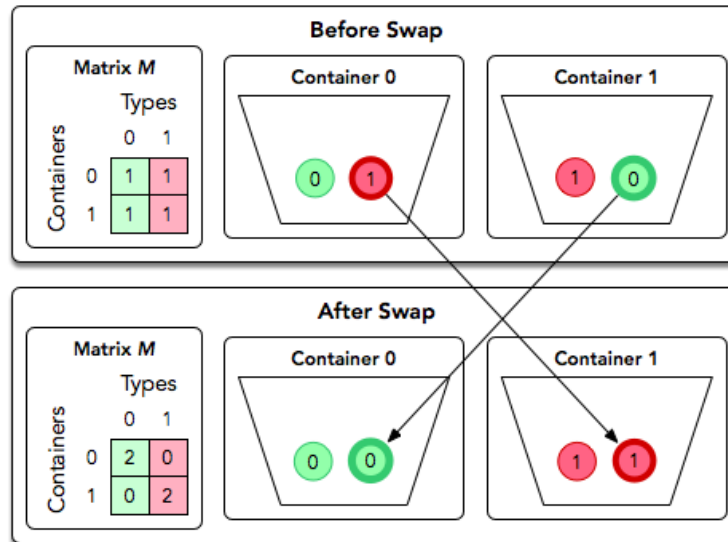 Before Swap
Matrix M
Types
0 1
Containers
0 1 1
1 1 1
Container 0
0 1
Container 1
1 0
After Swap
Matrix M
Types
0 1
Containers
0 2 0
1 0 2
Container 0
0 0
Container 1
1 1